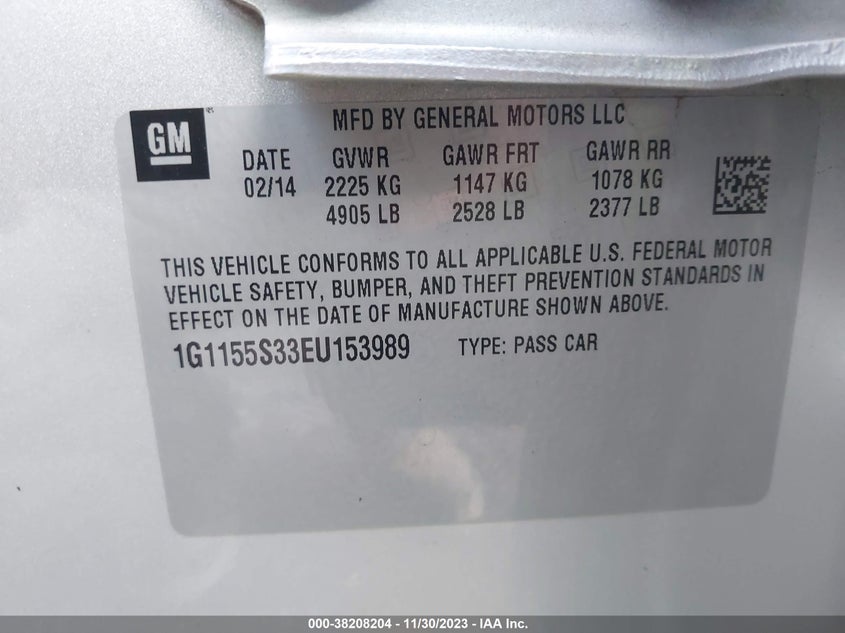 GM
MFD BY GENERAL MOTORS LLC
DATE GVWR GAWR FRT GAWR RR
02/14 2225 KG 1147 KG 1078 KG
4905 LB 2528 LB 2377 LB
THIS VEHICLE CONFORMS TO ALL APPLICABLE U.S. FEDERAL MOTOR
VEHICLE SAFETY, BUMPER, AND THEFT PREVENTION STANDARDS IN
EFFECT ON THE DATE OF MANUFACTURE SHOWN ABOVE.
1G1155S33EU153989 TYPE: PASS CAR
000-38208204 - 11/30/2023 - IAA Inc.